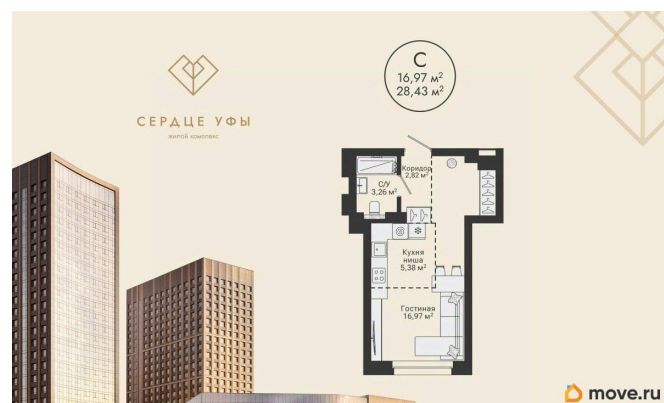 СЕРДЦЕ УФЫ
жилой комплекс
С
16,97 м²
28,43 м²
Коридор
2,82 м²
С/У
3,26 м²
Кухня
ниша
5,38 м²
Гостиная
16,97 м²
move.ru